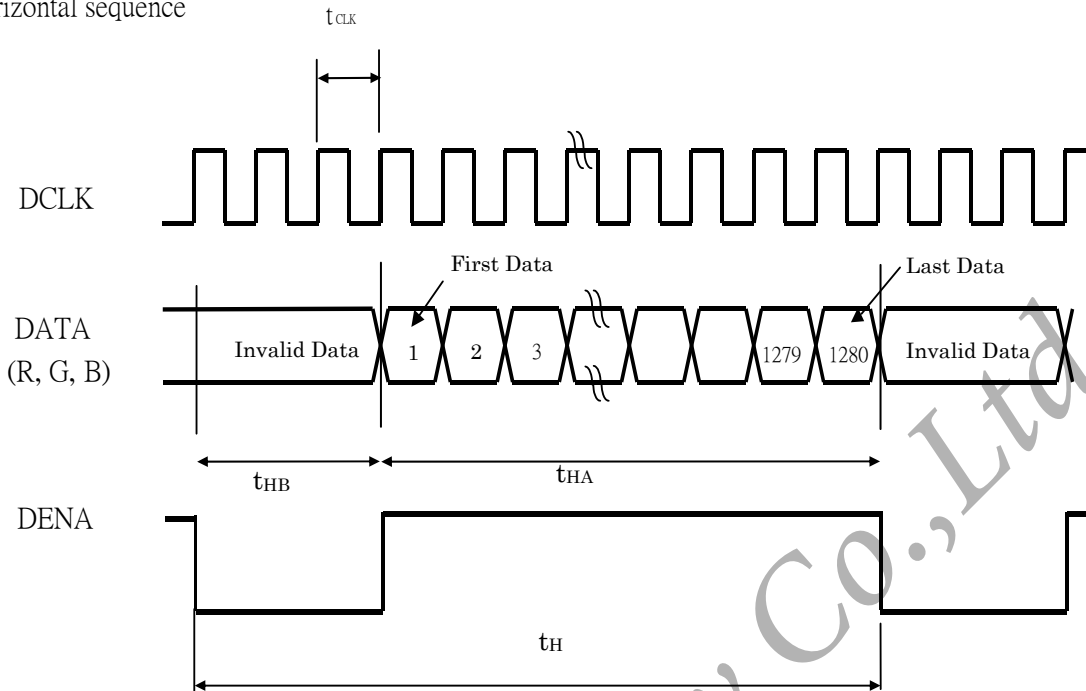 rizontal sequence
tCLK
DCLK
First Data
Last Data
DATA
(R, G, B)
Invalid Data 1 2 3 1279 1280 Invalid Data
tHB
tHA
DENA
tH
Co.,Ltd